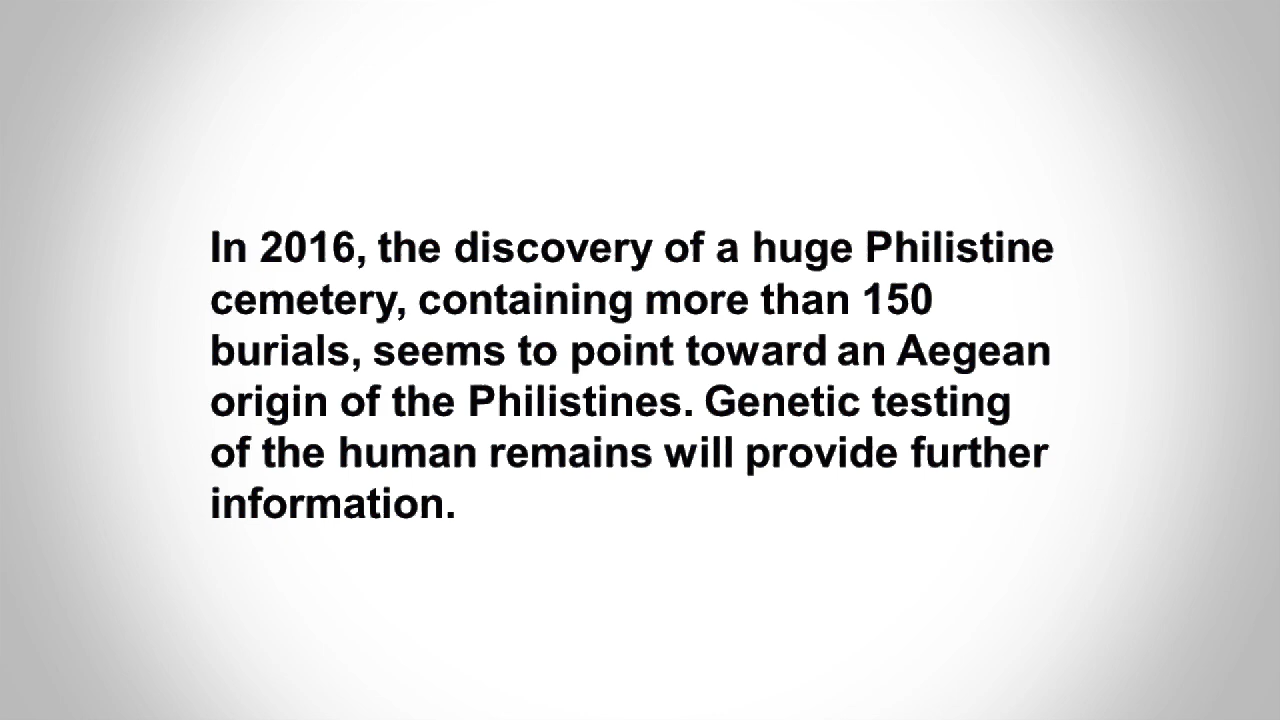 In 2016, the discovery of a huge Philistine
cemetery, containing more than 150
burials, seems to point toward an Aegean
origin of the Philistines. Genetic testing
of the human remains will provide further
information.